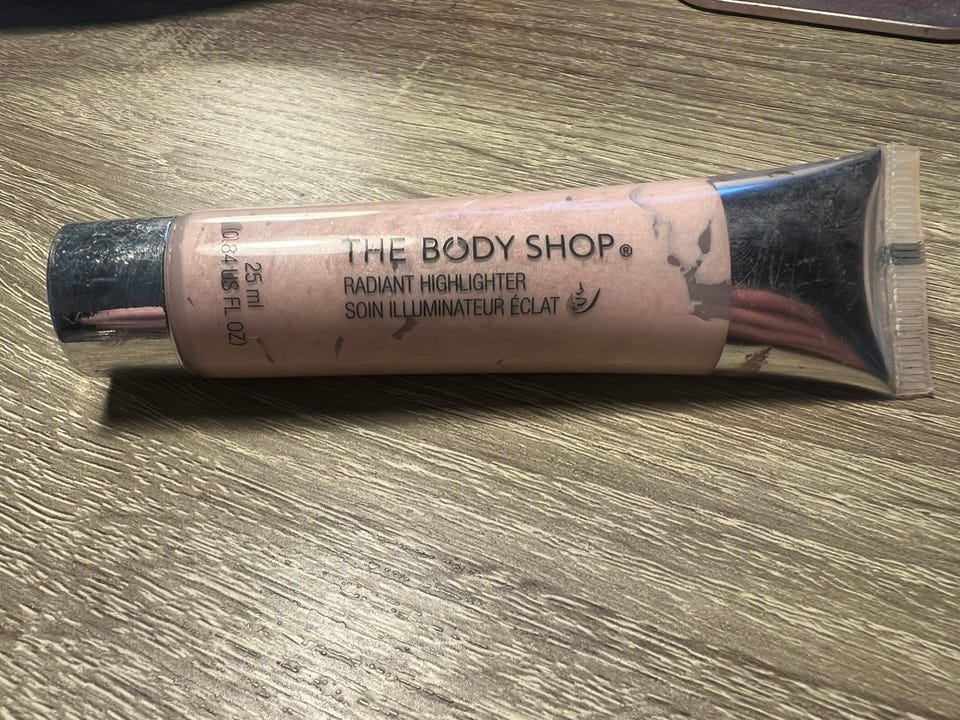 THE BODY SHOP®
RADIANT HIGHLIGHTER
SOIN ILLUMINATEUR ÉCLAT
25 ml
0.84 US FL OZ)